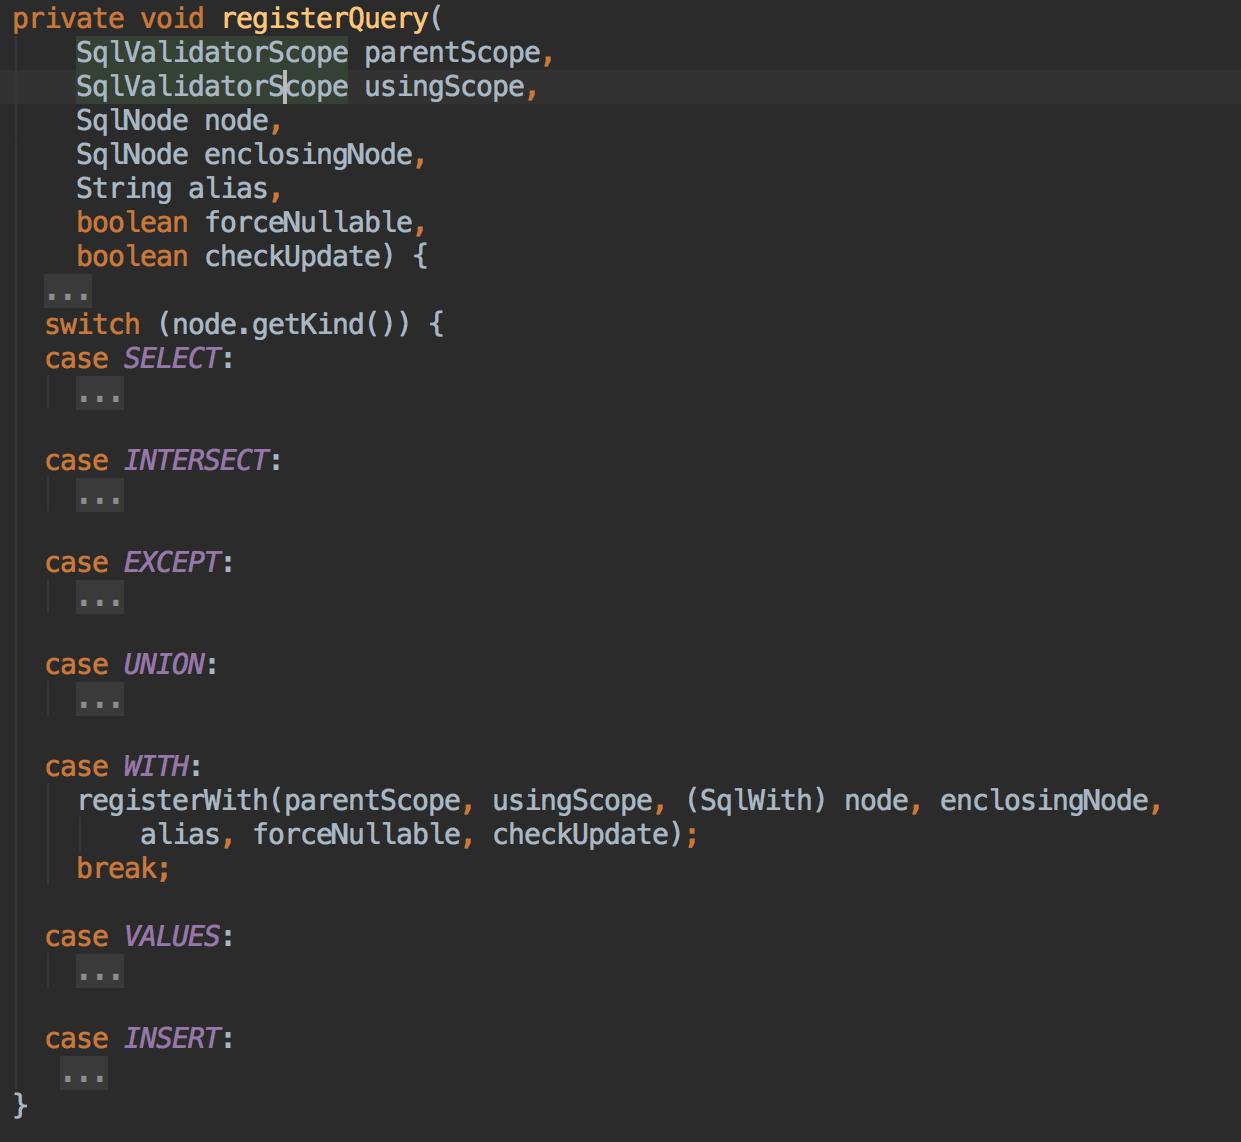 private void registerQuery(
    SqlValidatorScope parentScope,
    SqlValidatorScope usingScope,
    SqlNode node,
    SqlNode enclosingNode,
    String alias,
    boolean forceNullable,
    boolean checkUpdate) {
  ...
  switch (node.getKind()) {
  case SELECT:
    ...
  case INTERSECT:
    ...
  case EXCEPT:
    ...
  case UNION:
    ...
  case WITH:
    registerWith(parentScope, usingScope, (SqlWith) node, enclosingNode,
        alias, forceNullable, checkUpdate);
    break;
  case VALUES:
    ...
  case INSERT:
   ...
}